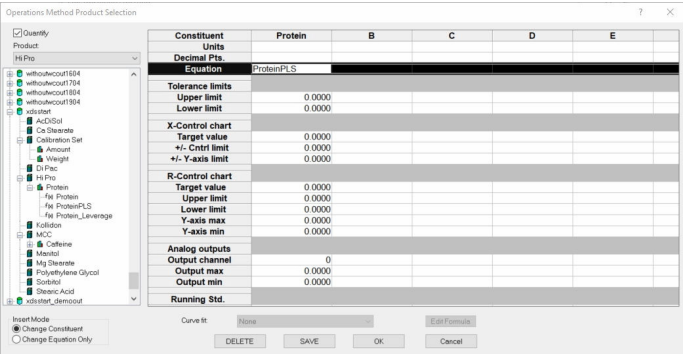 Operations Method Product Selection
? ×
Quantify
Product:
Hi Pro
withoutwcout1604
withoutwcout1704
withoutwcout1804
withoutwcout1904
xdsstart
AcDiSol
Ca Stearate
Calibration Set
Amount
Weight
Di Pac
Hi Pro
Protein
f(x) Protein
f(x) ProteinPLS
f(x) Protein_Leverage
Kollidon
MCC
Caffeine
Manitol
Mg Stearate
Polyethylene Glycol
Sorbitol
Stearic Acid
xdsstart_demoout
Insert Mode
Change Constituent
Change Equation Only
Constituent Protein B C D E
Units
Decimal Pts.
Equation ProteinPLS
Tolerance limits
Upper limit 0.0000
Lower limit 0.0000
X-Control chart
Target value 0.0000
+/- Cntrl limit 0.0000
+/- Y-axis limit 0.0000
R-Control chart
Target value 0.0000
Upper limit 0.0000
Lower limit 0.0000
Y-axis max 0.0000
Y-axis min 0.0000
Analog outputs
Output channel 0
Output max 0.0000
Output min 0.0000
Running Std.
Curve fit: None Edit Formule
DELETE SAVE OK Cancel